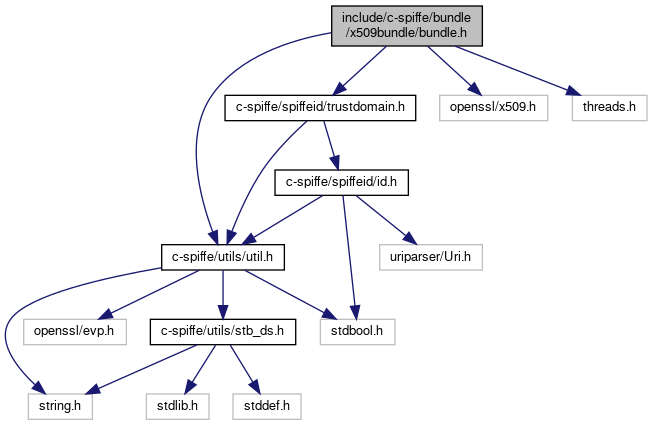 include/c-spiffe/bundle
/x509bundle/bundle.h
c-spiffe/spiffeid/trustdomain.h
openssl/x509.h
threads.h
c-spiffe/spiffeid/id.h
c-spiffe/utils/util.h
uriparser/Uri.h
openssl/evp.h
c-spiffe/utils/stb_ds.h
stdbool.h
string.h
stdlib.h
stddef.h